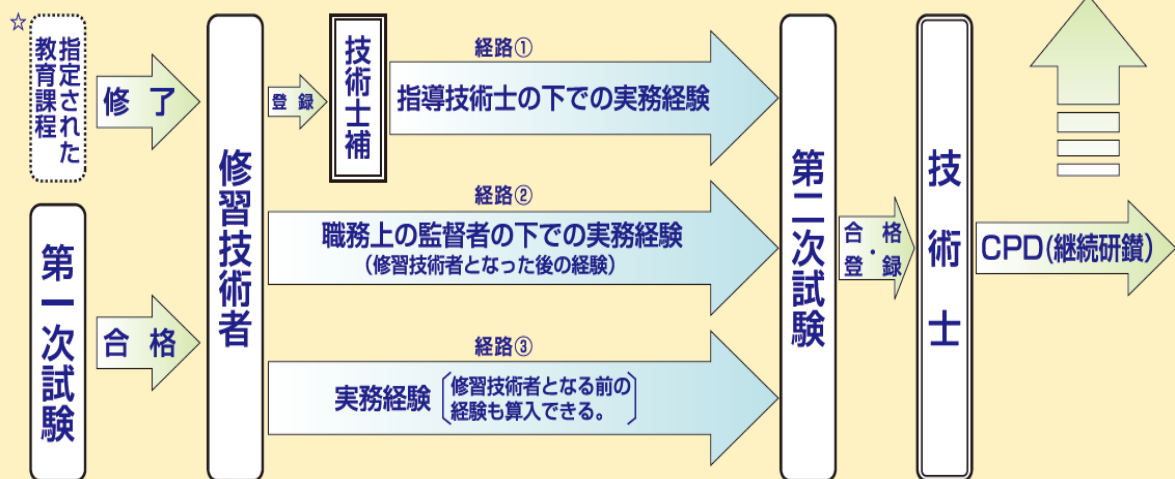 ☆
指定された
教育課程
修了
第一次試験
合格
修習技術者
登録
技術士補
経路①
指導技術士の下での実務経験
経路②
職務上の監督者の下での実務経験
(修習技術者となった後の経験)
経路③
実務経験
修習技術者となる前の
経験も算入できる。
第二次試験
合格
・
登録
技術士
CPD(継続研鑚)